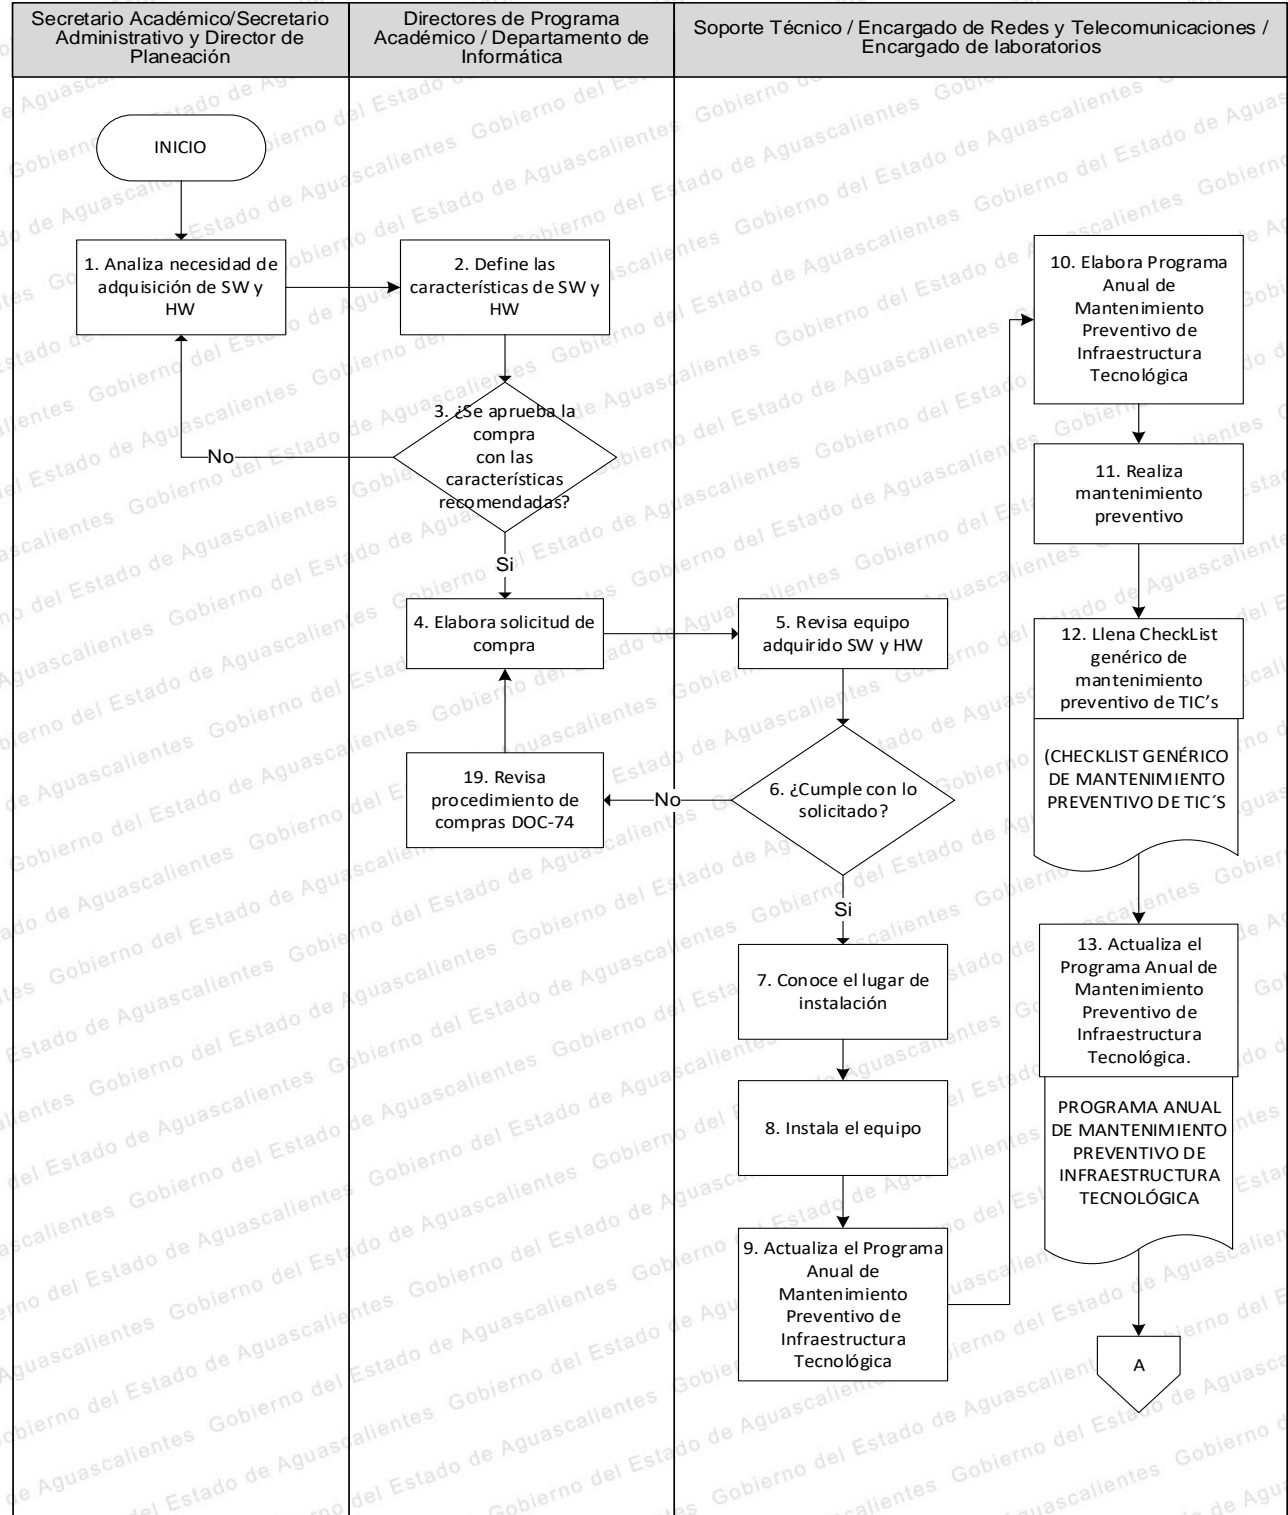 Secretario Académico/Secretario
Administrativo y Director de
Planeación
Directores de Programa
Académico / Departamento de
Informática
Soporte Técnico / Encargado de Redes y Telecomunicaciones /
Encargado de laboratorios
INICIO
1. Analiza necesidad de
adquisición de SW y
HW
2. Define las
características de SW y
HW
3. ¿Se aprueba la
compra
con las
características
recomendadas?
No
Si
4. Elabora solicitud de
compra
5. Revisa equipo
adquirido SW y HW
6. ¿Cumple con lo
solicitado?
No
19. Revisa
procedimiento de
compras DOC-74
Si
7. Conoce el lugar de
instalación
8. Instala el equipo
9. Actualiza el Programa
Anual de
Mantenimiento
Preventivo de
Infraestructura
Tecnológica
10. Elabora Programa
Anual de
Mantenimiento
Preventivo de
Infraestructura
Tecnológica
11. Realiza
mantenimiento
preventivo
12. Llena CheckList
genérico de
mantenimiento
preventivo de TIC’s
(CHECKLIST GENÉRICO
DE MANTENIMIENTO
PREVENTIVO DE TIC´S
13. Actualiza el
Programa Anual de
Mantenimiento
Preventivo de
Infraestructura
Tecnológica.
PROGRAMA ANUAL
DE MANTENIMIENTO
PREVENTIVO DE
INFRAESTRUCTURA
TECNOLÓGICA
A
Gobierno del Estado de Aguascalientes